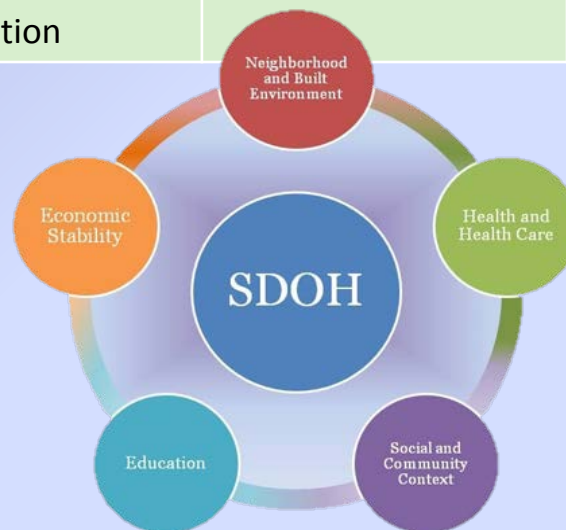 tion
Neighborhood
and Built
Environment
Economic
Stability
Health and
Health Care
SDOH
Education
Social and
Community
Context